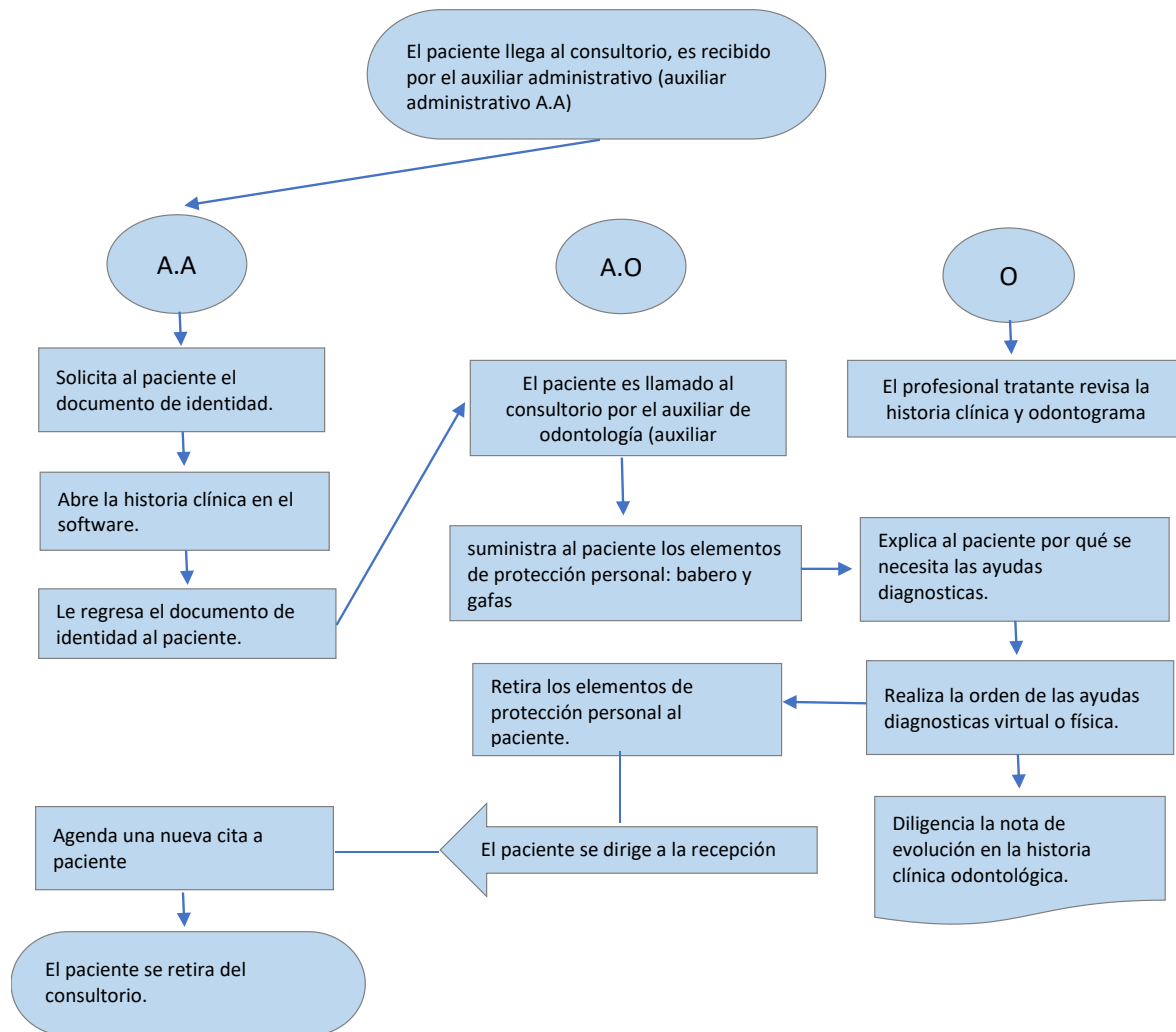 El paciente llega al consultorio, es recibido
por el auxiliar administrativo (auxiliar
administrativo A.A)
A.A
A.O
O
Solicita al paciente el
documento de identidad.
Abre la historia clínica en el
software.
Le regresa el documento de
identidad al paciente.
El paciente es llamado al
consultorio por el auxiliar de
odontología (auxiliar
suministra al paciente los elementos
de protección personal: babero y
gafas
El profesional tratante revisa la
historia clínica y odontograma
Explica al paciente por qué se
necesita las ayudas
diagnosticas.
Realiza la orden de las ayudas
diagnosticas virtual o física.
Diligencia la nota de
evolución en la historia
clínica odontológica.
Retira los elementos de
protección personal al
paciente.
El paciente se dirige a la recepción
Agenda una nueva cita a
paciente
El paciente se retira del
consultorio.